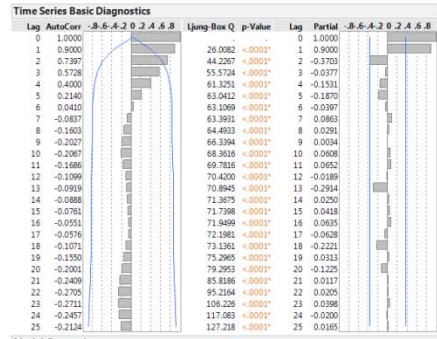 Time Series Basic Diagnostics
Lag AutoCorr -.8-.6-.4-.2 0 .2 .4 .6 .8 Ljung-Box Q p-Value Lag Partial -.8-.6-.4-.2 0 .2 .4 .6 .8
0 1.0000 . . 0 1.0000
1 0.9000 26.0082 <.0001* 1 0.9000
2 0.7397 44.2267 <.0001* 2 -0.3703
3 0.5728 55.5724 <.0001* 3 -0.0377
4 0.4000 61.3251 <.0001* 4 -0.1531
5 0.2140 63.0412 <.0001* 5 -0.1870
6 0.0410 63.1069 <.0001* 6 -0.0397
7 -0.0837 63.3931 <.0001* 7 0.0863
8 -0.1603 64.4933 <.0001* 8 0.0291
9 -0.2027 66.3394 <.0001* 9 0.0034
10 -0.2067 68.3616 <.0001* 10 0.0608
11 -0.1686 69.7816 <.0001* 11 0.0652
12 -0.1099 70.4200 <.0001* 12 -0.0189
13 -0.0919 70.8945 <.0001* 13 -0.2914
14 -0.0888 71.3675 <.0001* 14 0.0250
15 -0.0761 71.7398 <.0001* 15 0.0418
16 -0.0551 71.9499 <.0001* 16 0.0635
17 -0.0576 72.1981 <.0001* 17 -0.0628
18 -0.1071 73.1361 <.0001* 18 -0.2221
19 -0.1550 75.2965 <.0001* 19 0.0313
20 -0.2001 79.2953 <.0001* 20 -0.1225
21 -0.2409 85.8186 <.0001* 21 0.0117
22 -0.2705 95.2164 <.0001* 22 0.0205
23 -0.2711 106.226 <.0001* 23 0.0398
24 -0.2457 117.083 <.0001* 24 -0.0200
25 -0.2124 127.218 <.0001* 25 0.0165